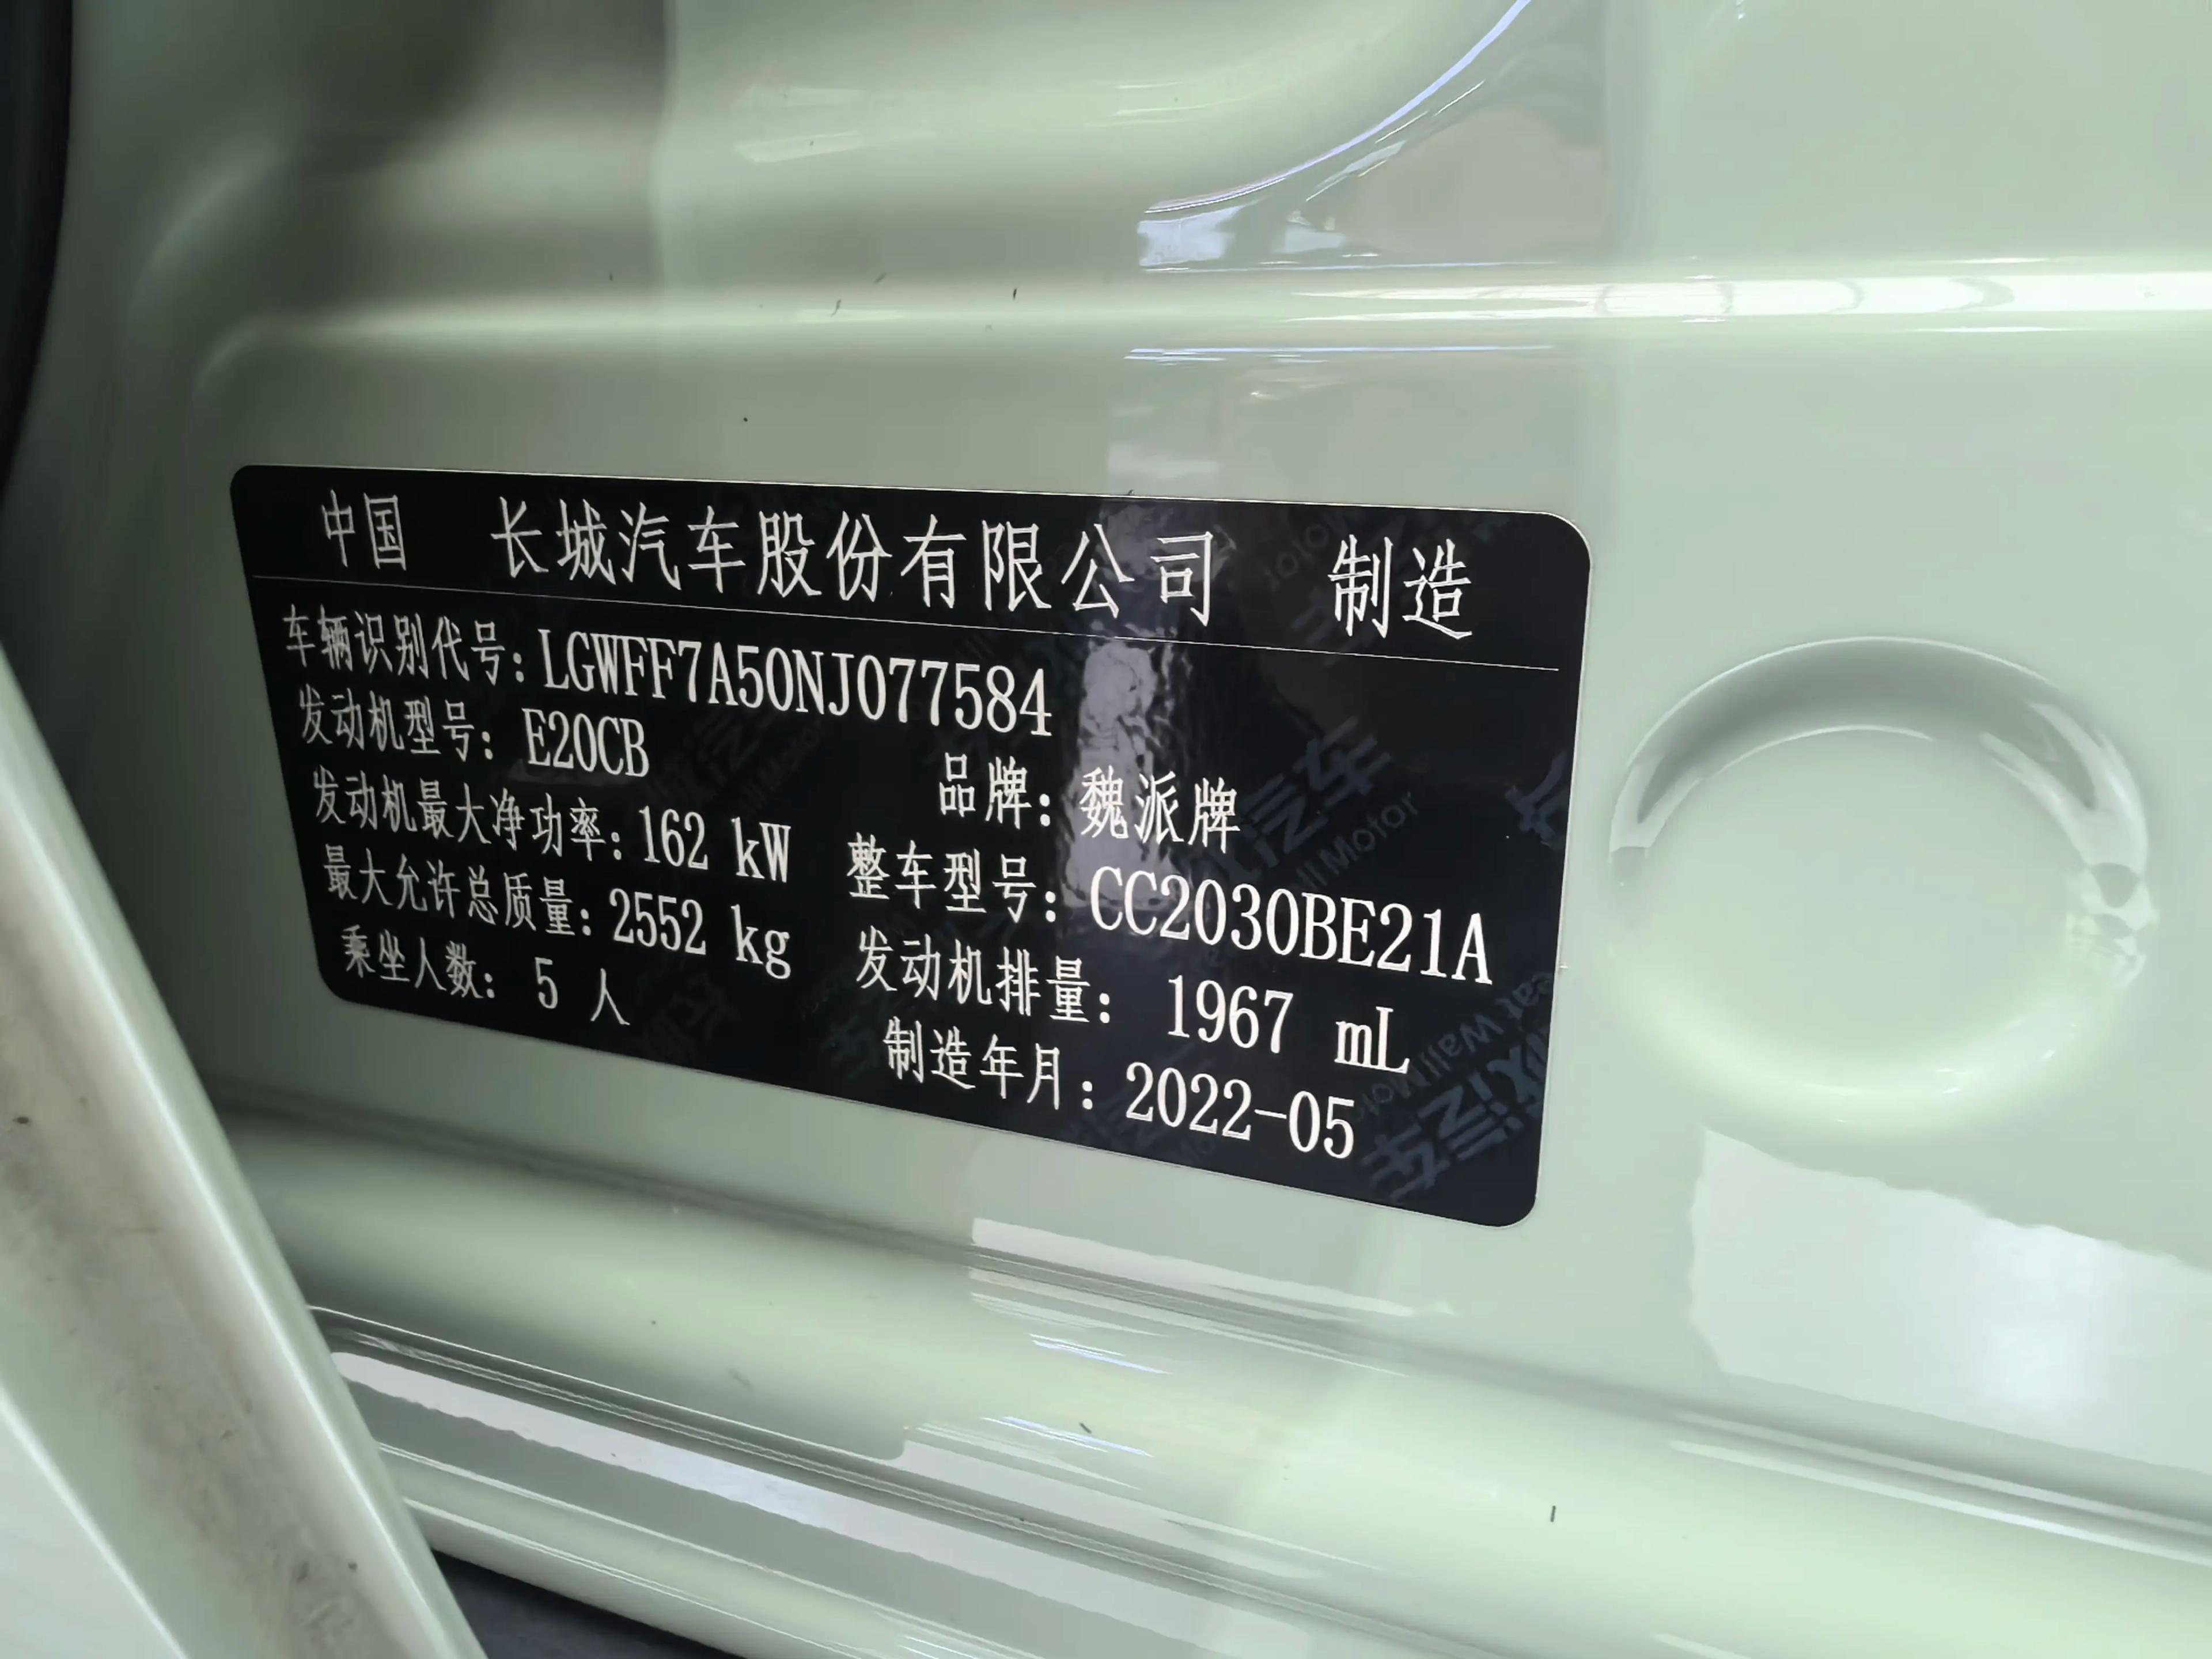 中国 长城汽车股份有限公司 制造
车辆识别代号：LGWFF7A50NJ077584
发动机型号：E20CB
品牌：魏派牌
发动机最大净功率：162 kW
整车型号：CC2030BE21A
最大允许总质量：2552 kg
发动机排量：1967 mL
乘坐人数：5 人
制造年月：2022-05